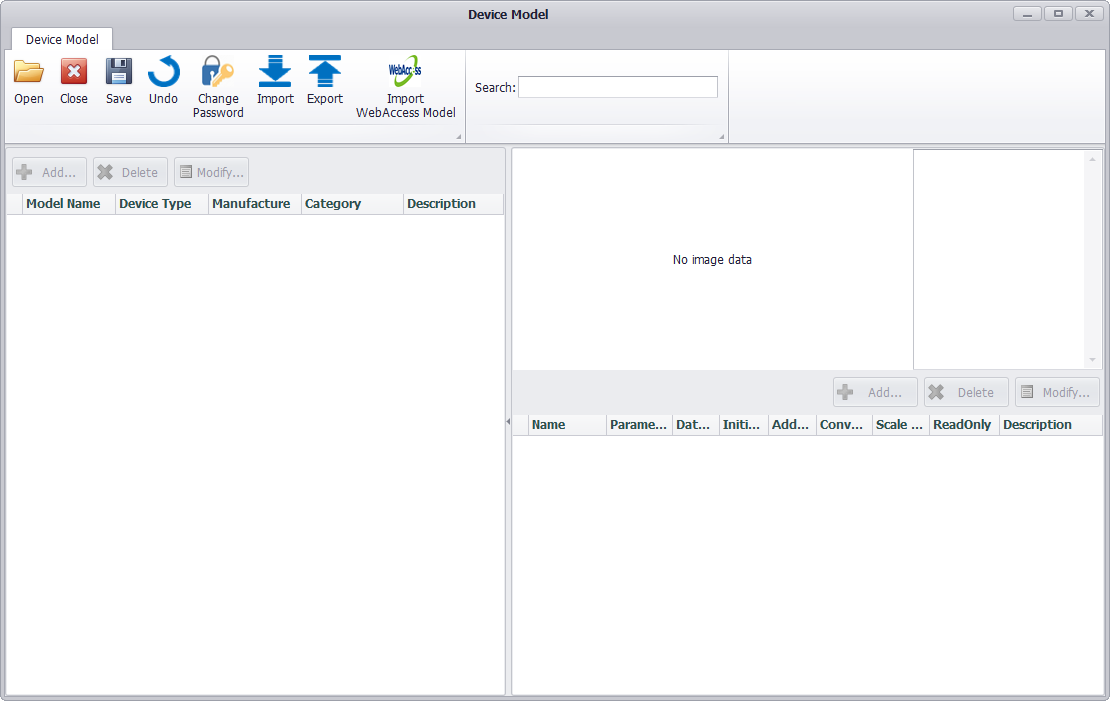 Device Model
Device Model
Open
Close
Save
Undo
Change
Password
Import
Export
WebAccess
Import
WebAccess Model
Search:
Add...
Delete
Modify...
Model Name
Device Type
Manufacture
Category
Description
No image data
Add...
Delete
Modify...
Name
Parame...
Dat...
Initi...
Add...
Conv...
Scale ...
ReadOnly
Description